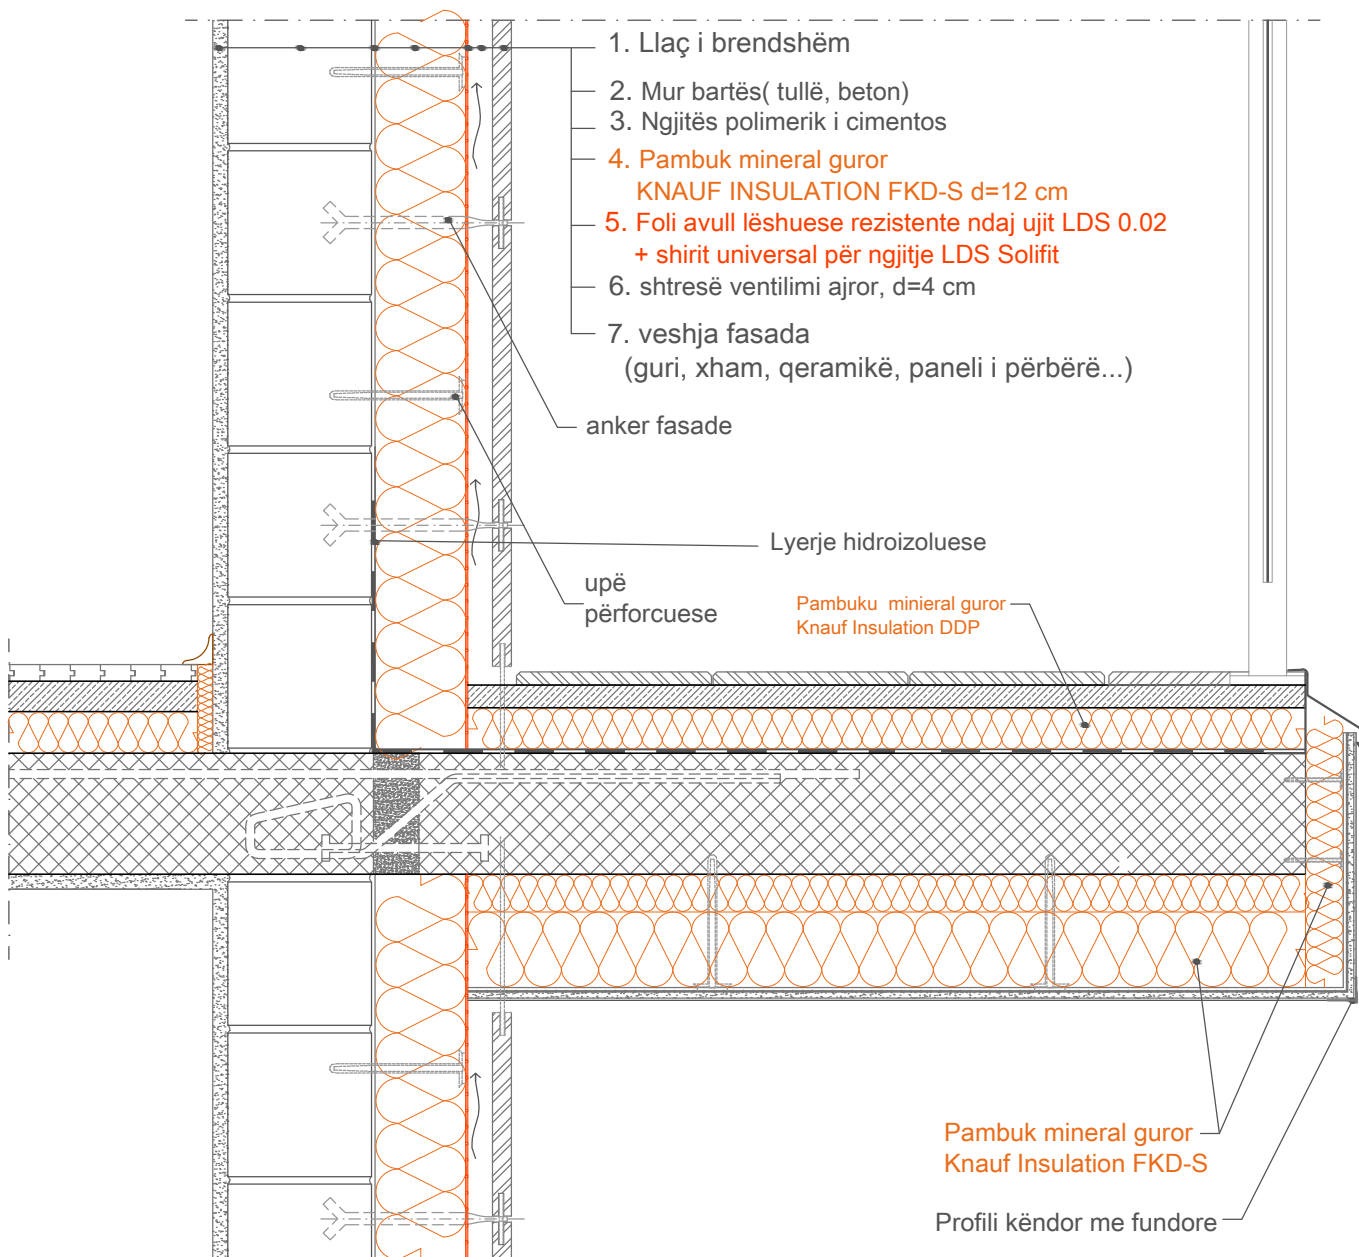 1. Llaç i brendshëm
2. Mur bartës( tullë, beton)
3. Ngjitës polimerik i cimentos
4. Pambuk mineral guror
KNAUF INSULATION FKD-S d=12 cm
5. Foli avull lëshuese rezistente ndaj ujit LDS 0.02
+ shirit universal për ngjitje LDS Solifit
6. shtresë ventilimi ajror, d=4 cm
7. veshja fasada
(guri, xham, qeramikë, paneli i përbërë...)
anker fasade
Lyerje hidroizoluese
upë
përforcuese
Pambuku minieral guror
Knauf Insulation DDP
Pambuk mineral guror
Knauf Insulation FKD-S
Profili këndor me fundore